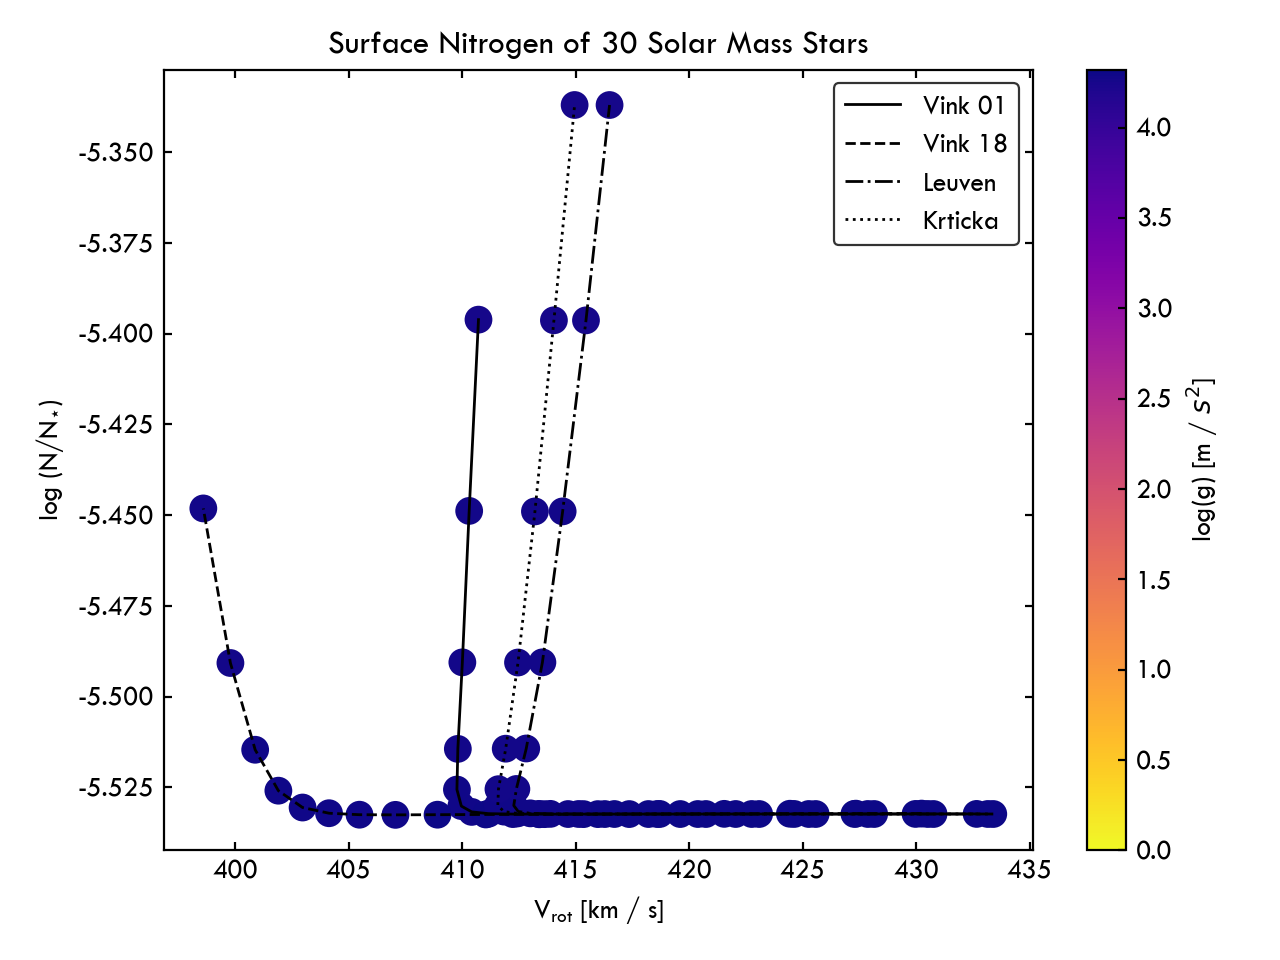 Surface Nitrogen of 30 Solar Mass Stars
Vink 01
Vink 18
Leuven
Krticka
-5.350
-5.375
-5.400
-5.425
-5.450
-5.475
-5.500
-5.525
log (N/N⋆)
400 405 410 415 420 425 430 435
V_rot [km / s]
4.0
3.5
3.0
2.5
2.0
1.5
1.0
0.5
0.0
log(g) [m / s²]